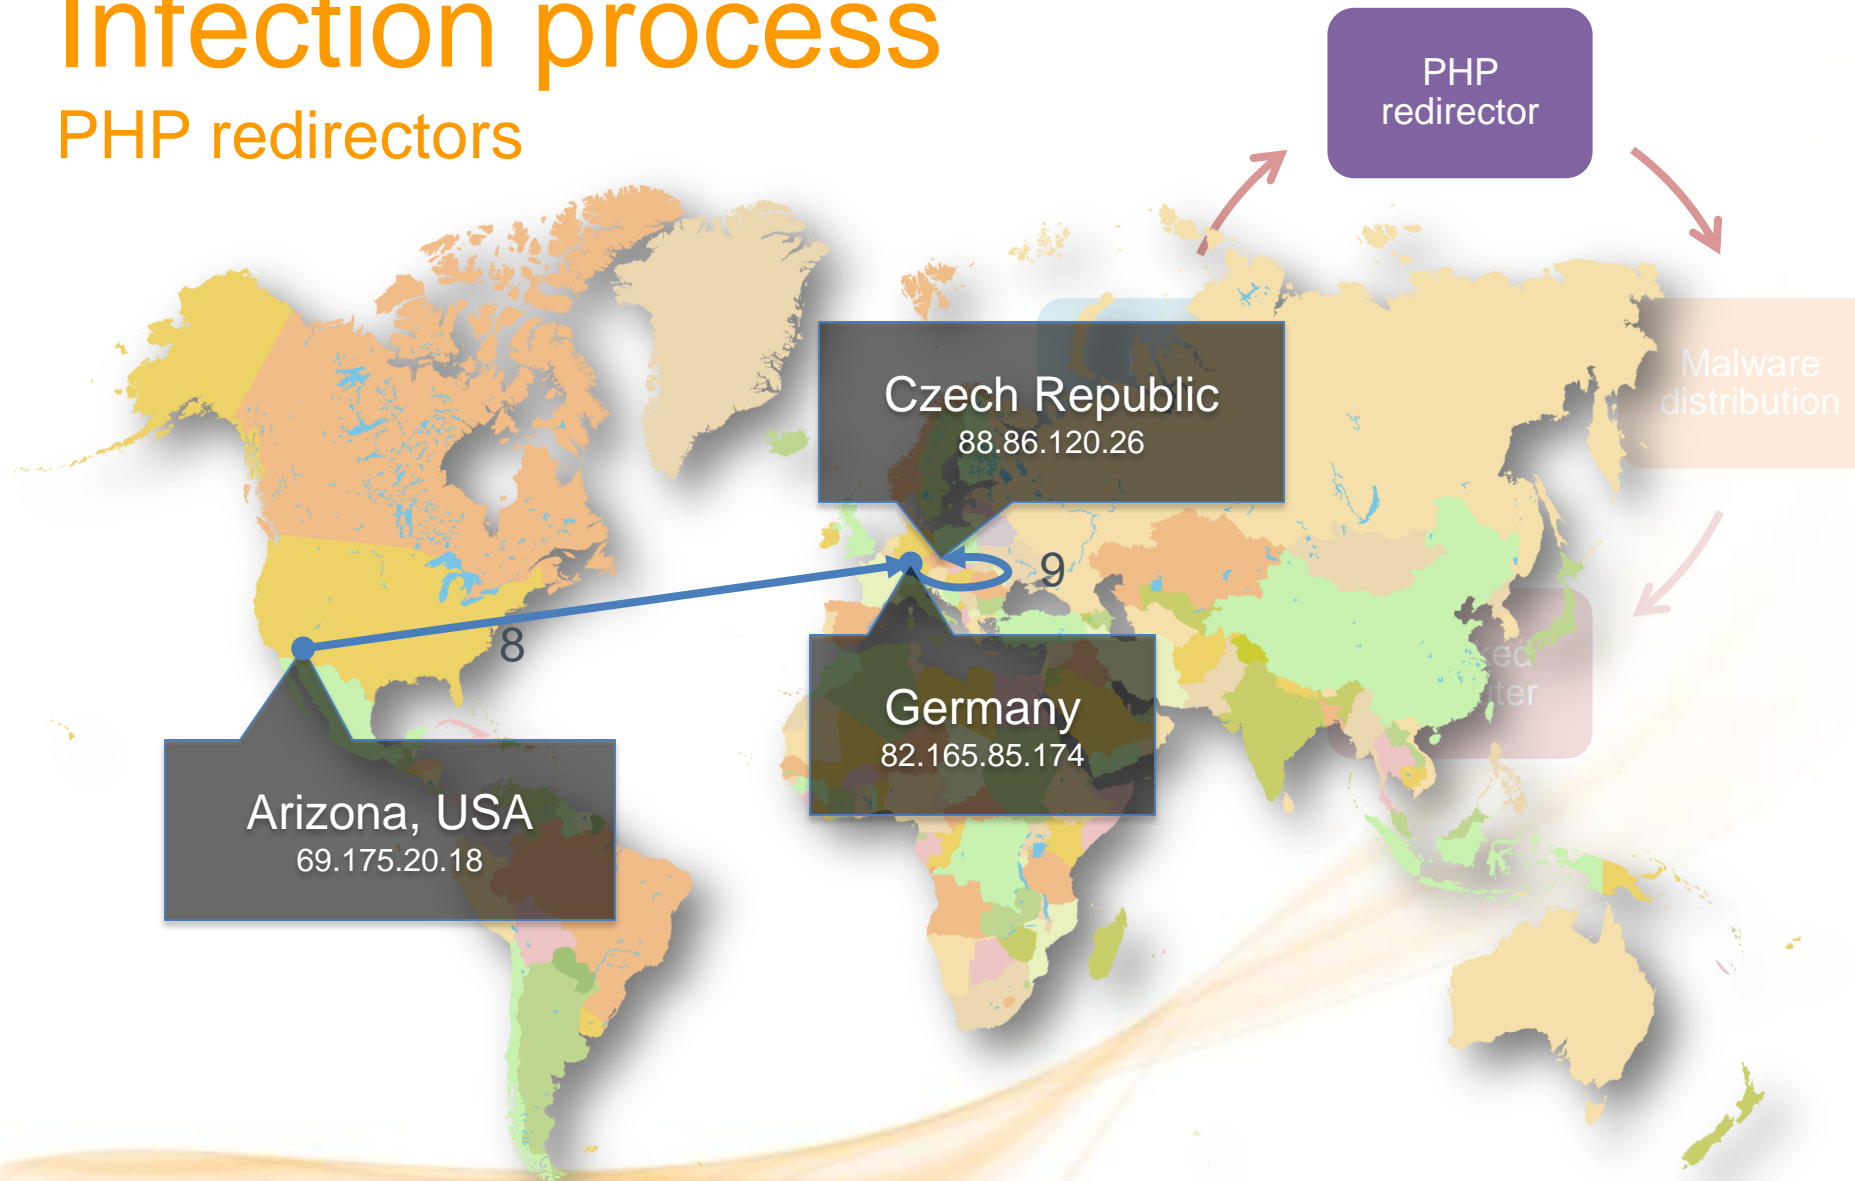 Infection process
PHP redirectors
PHP
redirector
Malware
distribution
Czech Republic
88.86.120.26
9
8
Germany
82.165.85.174
Arizona, USA
69.175.20.18